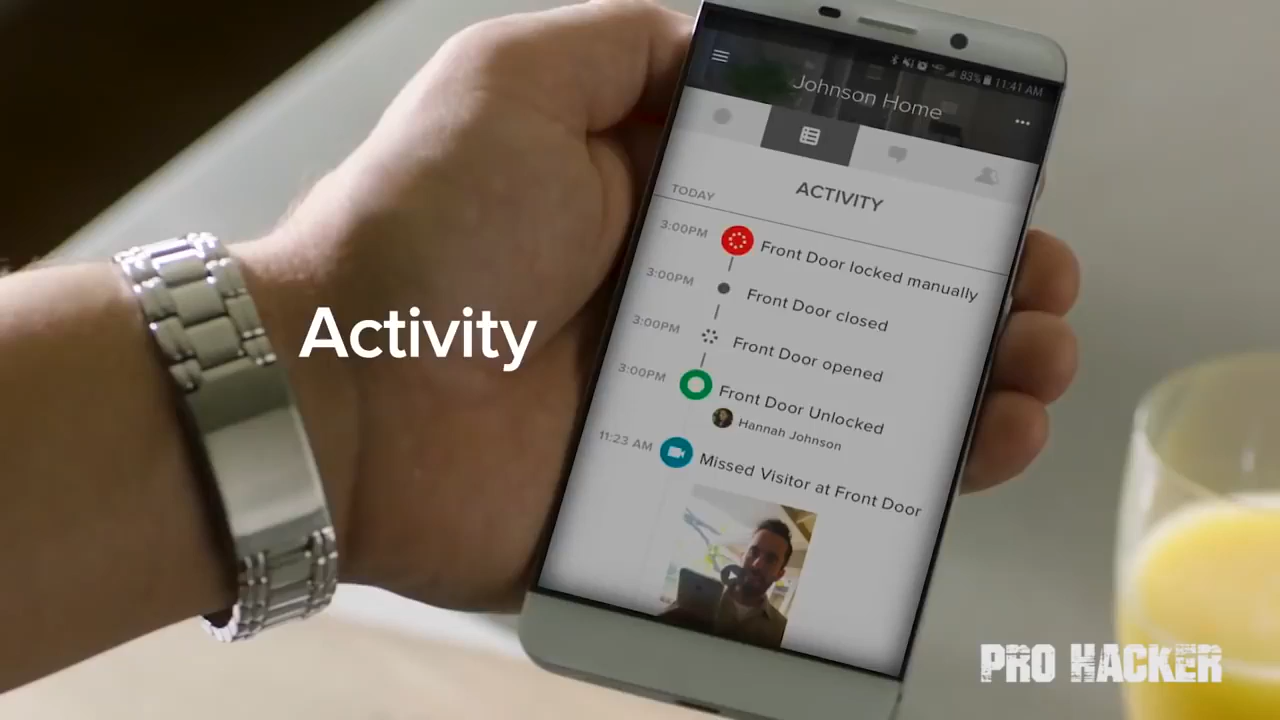 83% 11:41 AM
Johnson Home
ACTIVITY
TODAY
3:00PM Front Door locked manually
3:00PM Front Door closed
3:00PM Front Door opened
3:00PM Front Door Unlocked
Hannah Johnson
11:23 AM Missed Visitor at Front Door
Activity
PRO HACKER